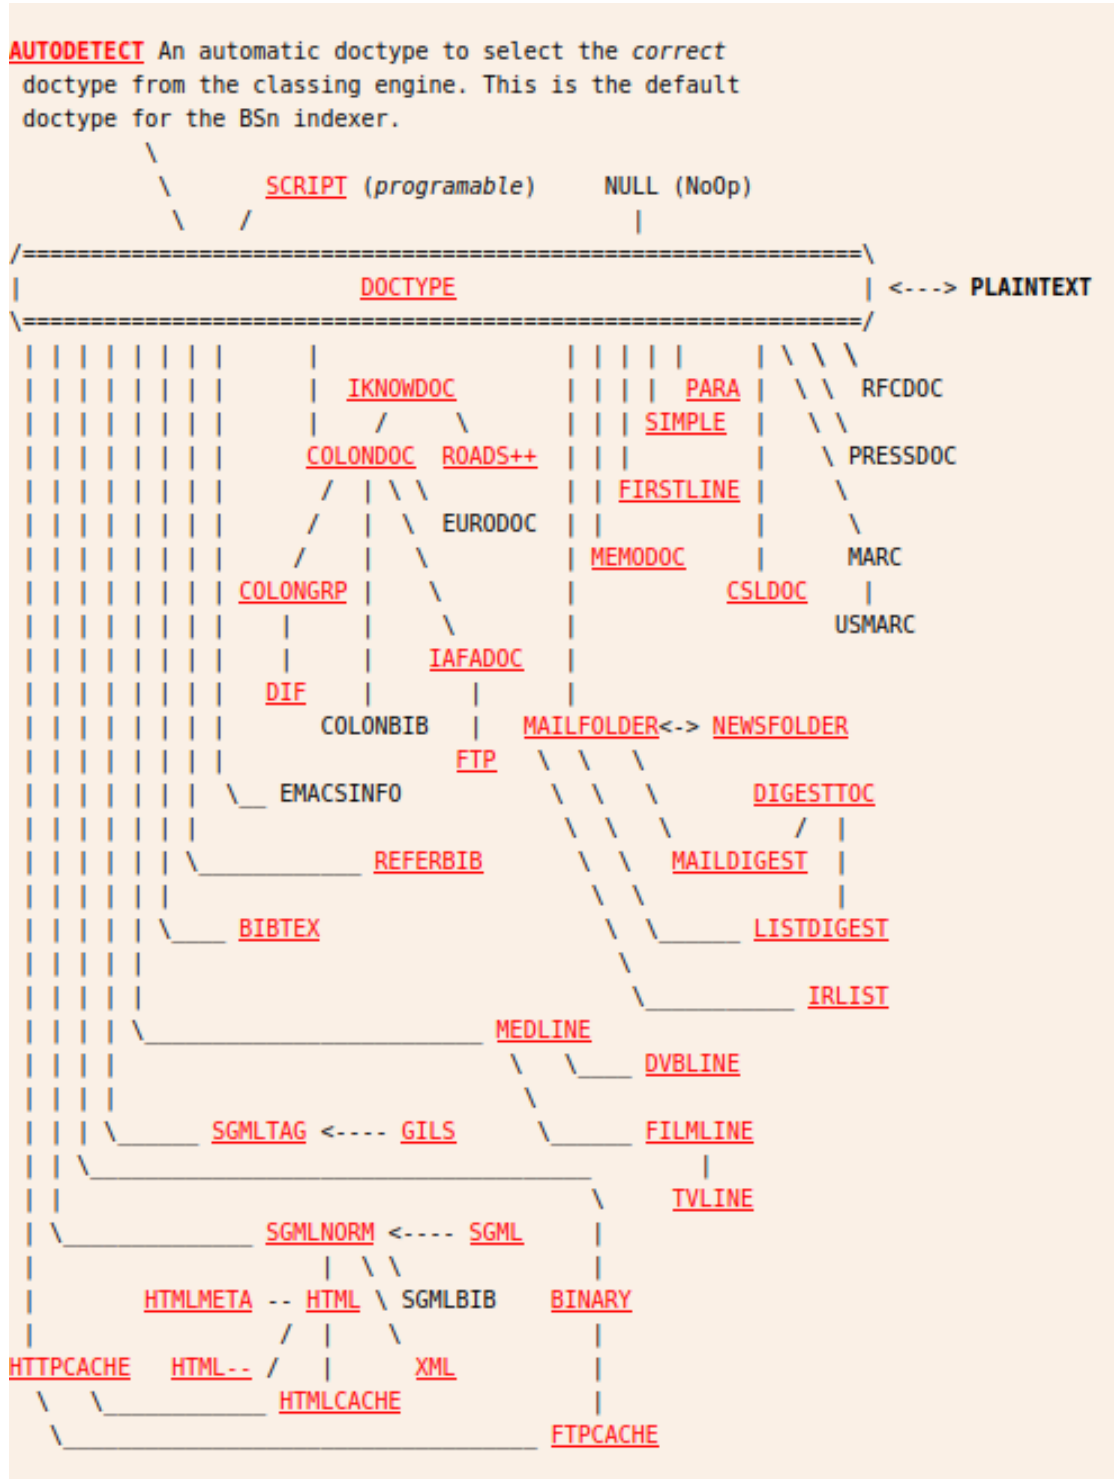 AUTODETECT An automatic doctype to select the correct
doctype from the classing engine. This is the default
doctype for the BSn indexer.
SCRIPT (programable) NULL (NoOp)
DOCTYPE <---> PLAINTEXT
IKNOWDOC PARA RFCDOC
SIMPLE
COLONDOC ROADS++ PRESSDOC
FIRSTLINE
EURODOC
MEMODOC MARC
COLONGRP CSLDOC
USMARC
IAFADOC
DIF
COLONBIB MAILFOLDER<-> NEWSFOLDER
FTP
EMACSINFO DIGESTTOC
REFERBIB MAILDIGEST
BIBTEX LISTDIGEST
IRLIST
MEDLINE
DVBLINE
SGMLTAG <---- GILS FILMLINE
TVLINE
SGMLNORM <---- SGML
HTMLMETA -- HTML SGMLBIB BINARY
HTTPCACHE HTML-- XML
HTMLCACHE
FTPCACHE